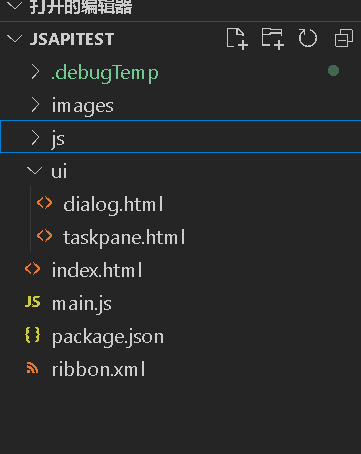 打开的编辑器
JSAPITEST
.debugTemp
images
js
ui
dialog.html
taskpane.html
index.html
JS main.js
package.json
ribbon.xml